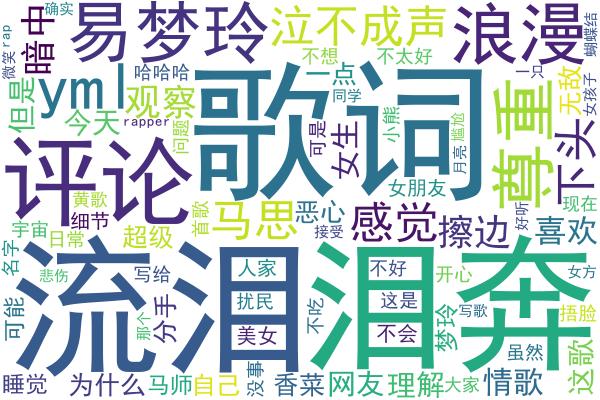 确实
微笑
rap
暗中
易梦玲
泣不成声
浪漫
蝴蝶结
哈哈哈
不想
不太好
一点
一只
但是
yml
观察
rapper
今天
问题
同学
可是
女生
小熊
尴尬
月亮
无敌
女孩子
歌词
尊重
下头
评论
女朋友
好听
现在
黄歌
细节
首歌
马思
恶心
接受
感觉
擦边
喜欢
宇宙
日常
超级
名字
悲伤
写给
流泪
泪奔
人家
不好
开心
女方
可能
那个
分手
扰民
美女
不吃
这是
不会
梦玲
写歌
捂脸
虽然
这歌
睡觉
为什么
马师
自己
没事
香菜
网友
理解
大家
情歌